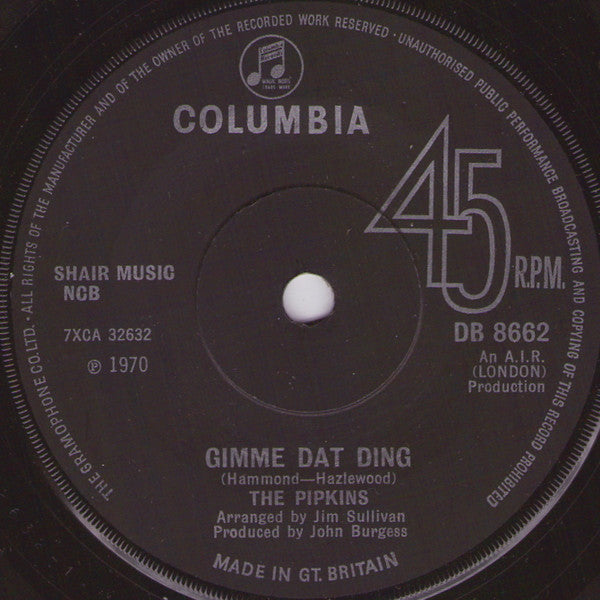 THE GRAMOPHONE CO. LTD. · ALL RIGHTS OF THE MANUFACTURER AND OF THE OWNER OF THE RECORDED WORK RESERVED · UNAUTHORISED PUBLIC PERFORMANCE BROADCASTING AND COPYING OF THIS RECORD PROHIBITED
COLUMBIA
45 R.P.M.
SHAIR MUSIC
NCB
7XCA 32632
℗ 1970
DB 8662
An A.I.R.
(LONDON)
Production
GIMME DAT DING
(Hammond—Hazlewood)
THE PIPKINS
Arranged by Jim Sullivan
Produced by John Burgess
MADE IN GT. BRITAIN